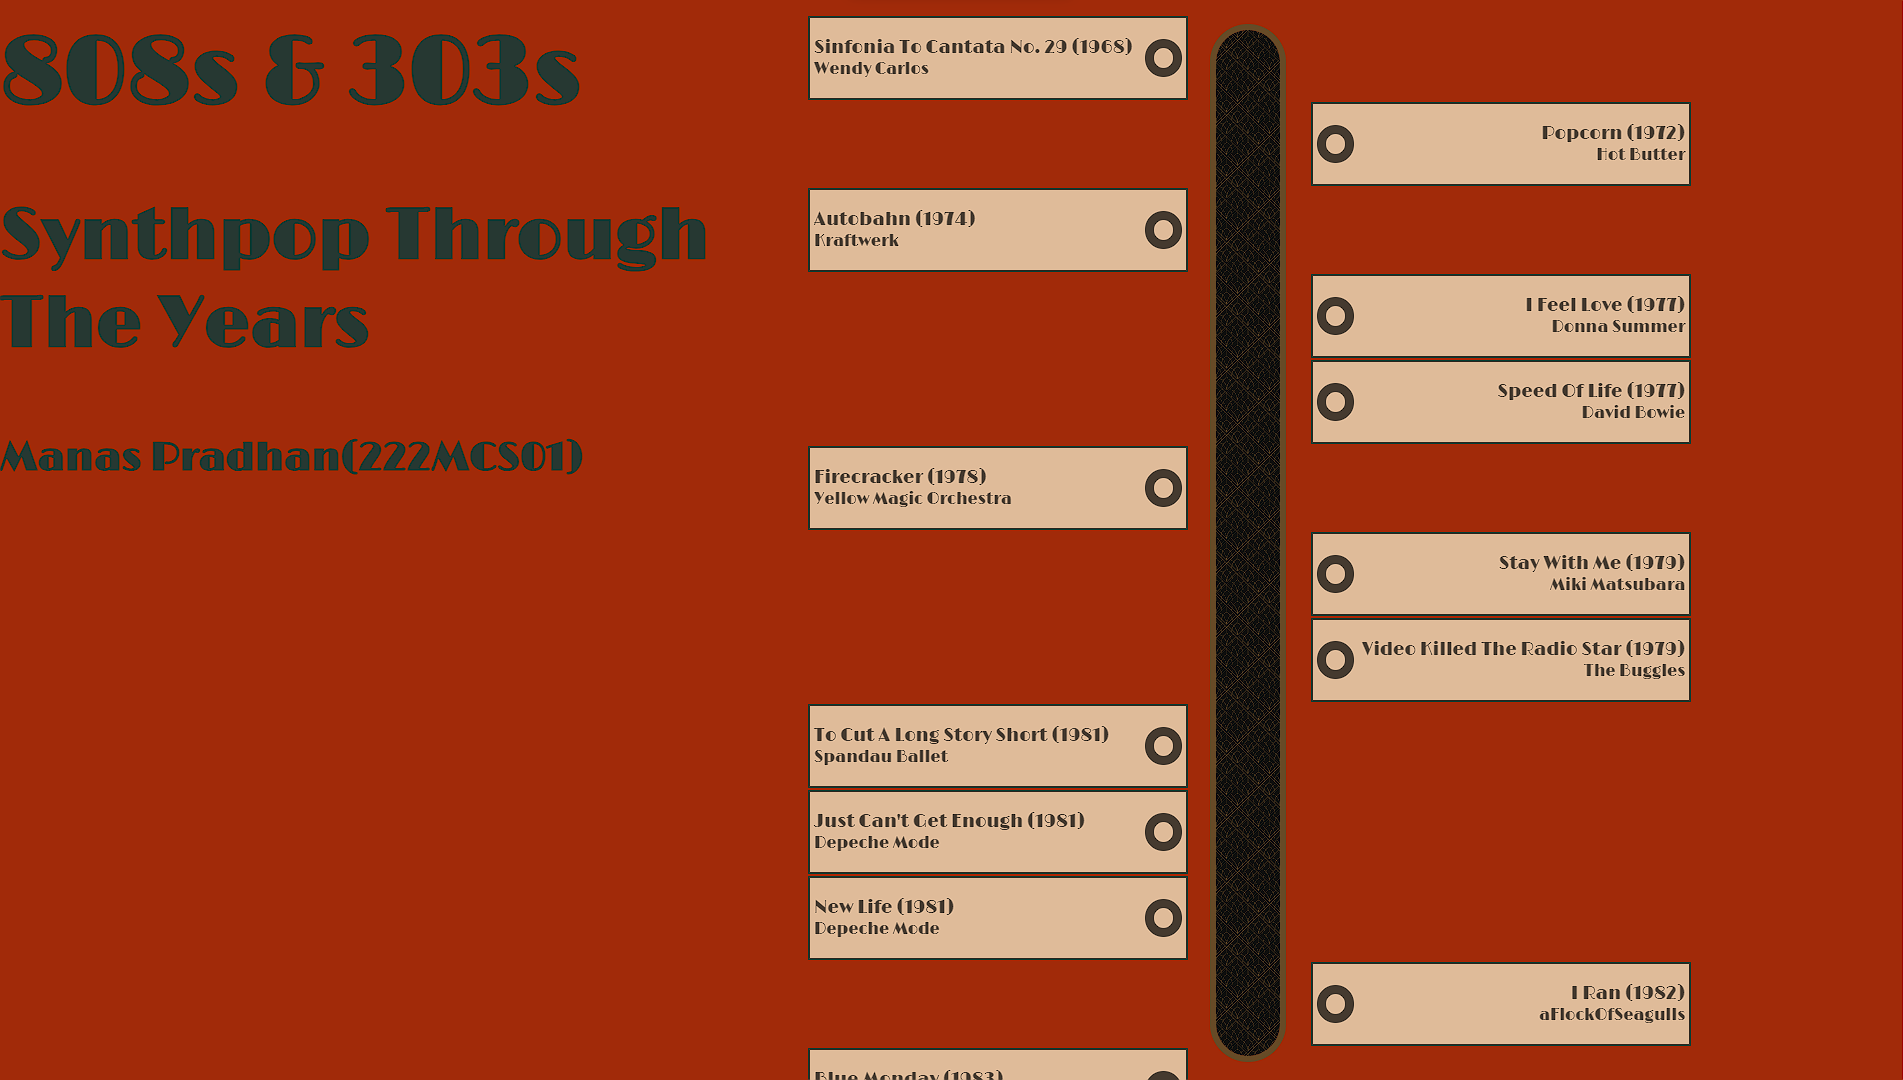 808s & 303s
Synthpop Through
The Years
Manas Pradhan(222MCS01)
Sinfonia To Cantata No. 29 (1968)
Wendy Carlos
Popcorn (1972)
Hot Butter
Autobahn (1974)
Kraftwerk
I Feel Love (1977)
Donna Summer
Speed Of Life (1977)
David Bowie
Firecracker (1978)
Yellow Magic Orchestra
Stay With Me (1979)
Miki Matsubara
Video Killed The Radio Star (1979)
The Buggles
To Cut A Long Story Short (1981)
Spandau Ballet
Just Can't Get Enough (1981)
Depeche Mode
New Life (1981)
Depeche Mode
I Ran (1982)
aFlockOfSeagulls
Blue Monday (1983)